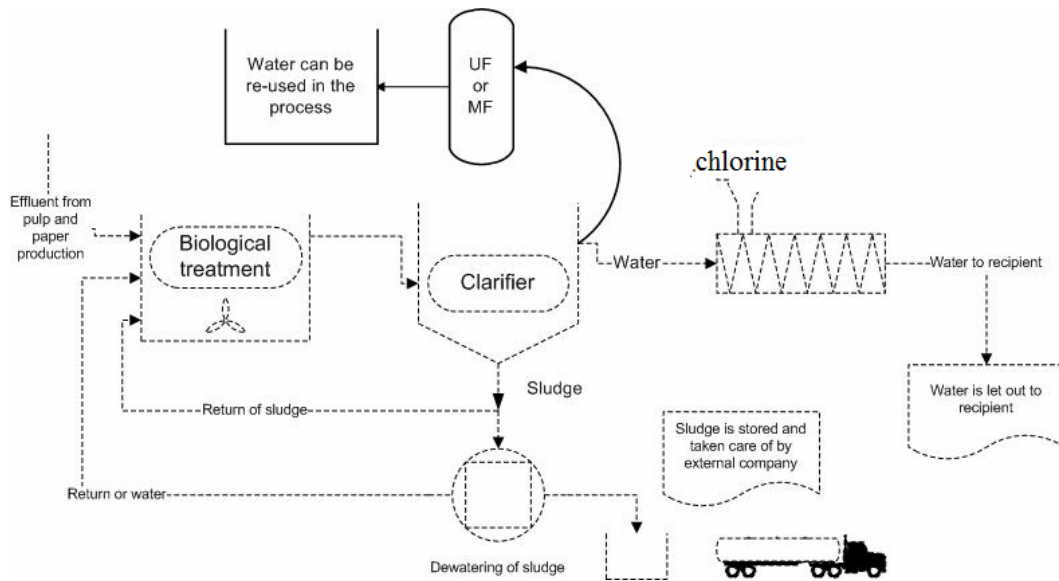 Water can be
re-used in the
process
UF
or
MF
chlorine
Effluent from
pulp and
paper
production
Biological
treatment
Clarifier
Water
Water to recipient
Sludge
Return of sludge
Water is let out to
recipient
Sludge is stored and
taken care of by
external company
Return or water
Dewatering of sludge